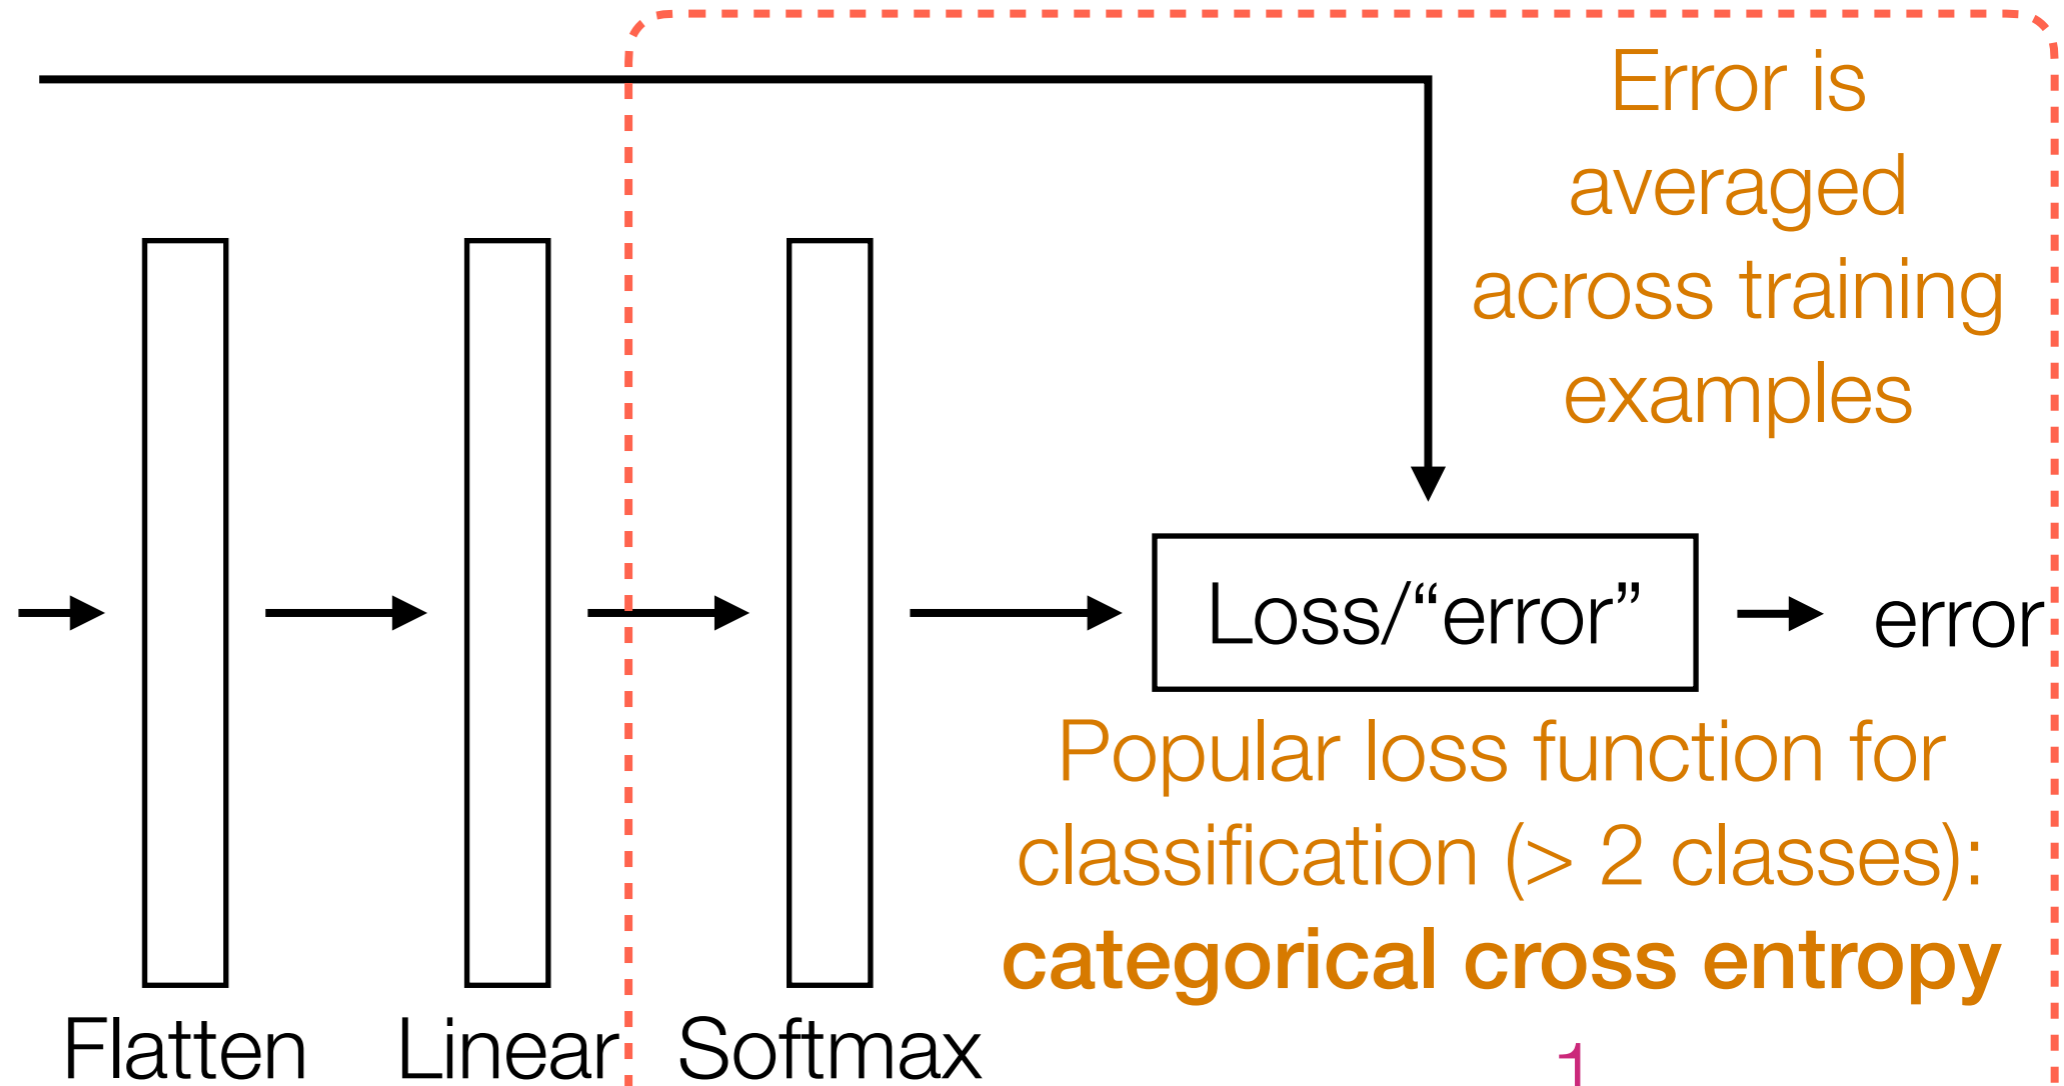 Error is
averaged
across training
examples
Loss/“error”
error
Popular loss function for
classification (> 2 classes):
categorical cross entropy
Flatten
Linear
Softmax
1